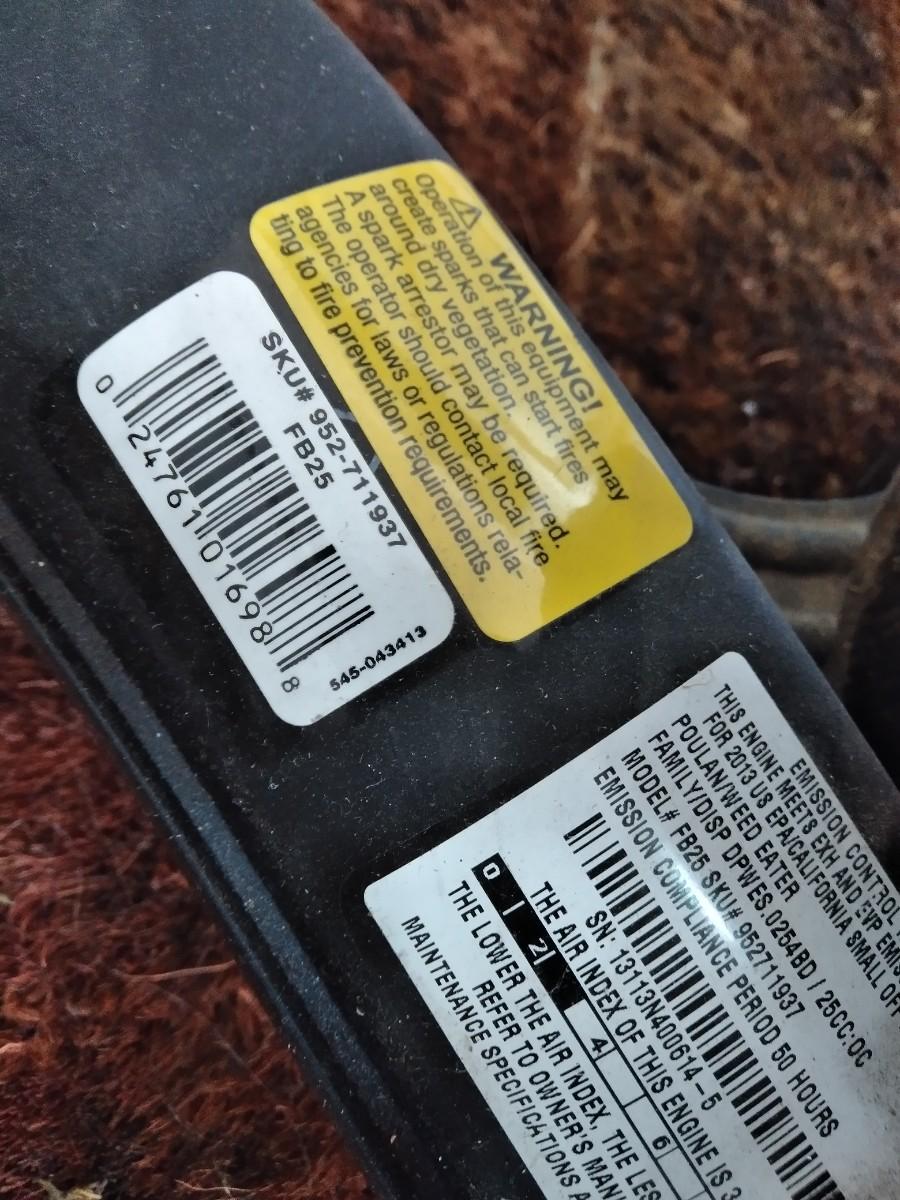 WARNING!
Operation of this equipment may
create sparks that can start fires
around dry vegetation.
A spark arrestor may be required.
The operator should contact local fire
agencies for laws or regulations rela-
ting to fire prevention requirements.
SKU# 952-711937
FB25
0 24761 01698 8
545-043413
EMISSION CONTROL
THIS ENGINE MEETS EXH AND EVP EMIS
FOR 2013 US EPA/CALIFORNIA SMALL OFF
POULAN/WEED EATER
FAMILY/DISP DPWES.0254BD / 25CC:OC
MODEL# FB25 SKU# 952711937
EMISSION COMPLIANCE PERIOD 50 HOURS
SN: 13113N400614-5
THE AIR INDEX OF THIS ENGINE IS 3
0 1 2 4 6
THE LOWER THE AIR INDEX, THE LES
REFER TO OWNER'S MAN
MAINTENANCE SPECIFICATIONS A